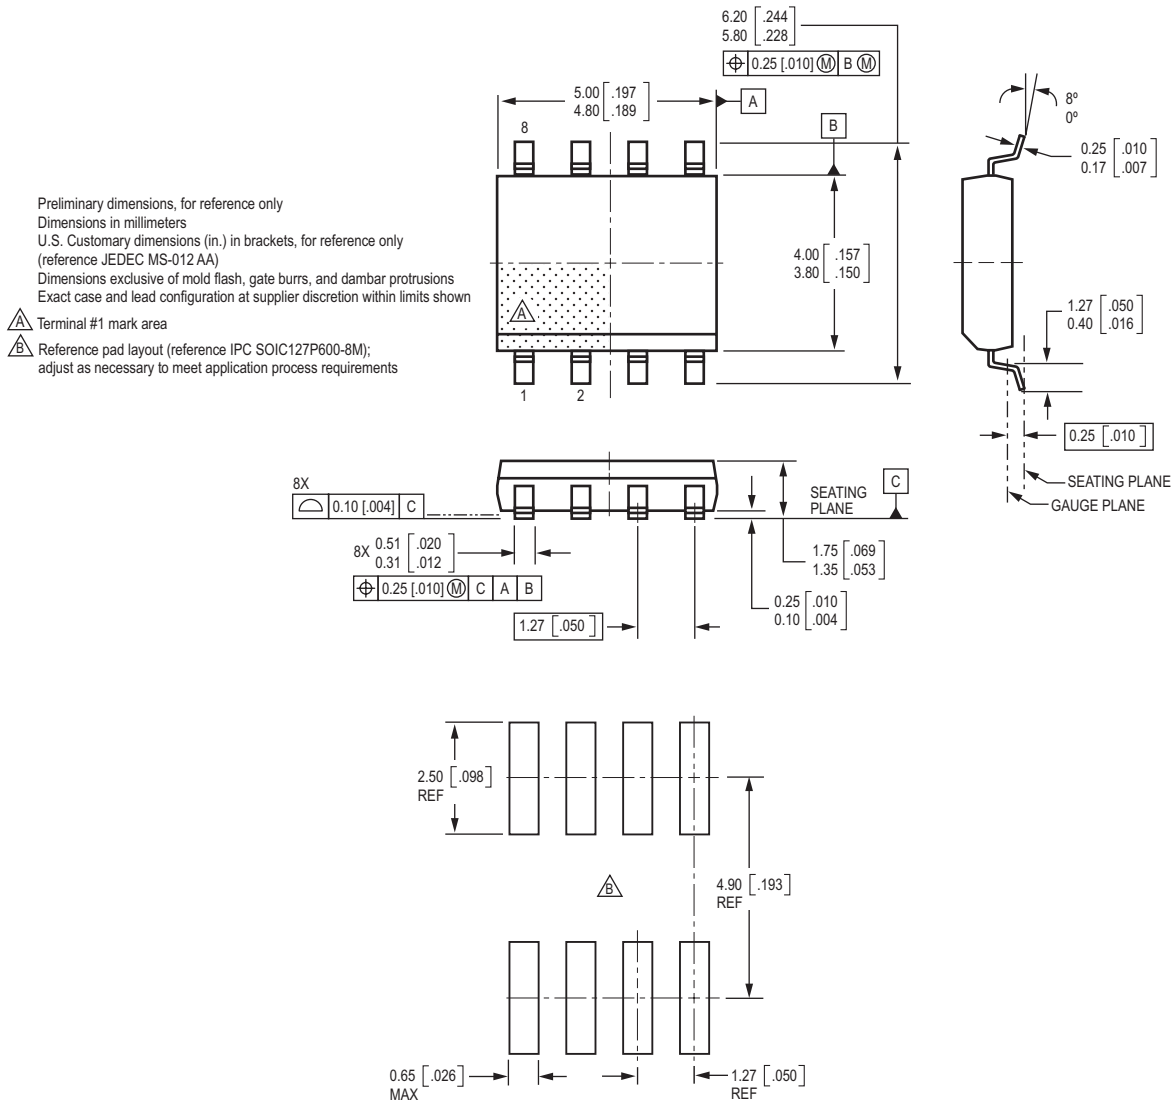 6.20 [.244]
5.80 [.228]
⌖ 0.25 [.010] Ⓜ B Ⓜ
5.00 [.197]
4.80 [.189]
A
8
B
8º
0º
0.25 [.010]
0.17 [.007]
Preliminary dimensions, for reference only
Dimensions in millimeters
U.S. Customary dimensions (in.) in brackets, for reference only
(reference JEDEC MS-012 AA)
Dimensions exclusive of mold flash, gate burrs, and dambar protrusions
Exact case and lead configuration at supplier discretion within limits shown
A Terminal #1 mark area
B Reference pad layout (reference IPC SOIC127P600-8M);
adjust as necessary to meet application process requirements
4.00 [.157]
3.80 [.150]
A
1.27 [.050]
0.40 [.016]
1
2
0.25 [.010]
SEATING PLANE
GAUGE PLANE
8X
⌓ 0.10 [.004] C
SEATING
PLANE
C
8X 0.51 [.020]
0.31 [.012]
⌖ 0.25 [.010] Ⓜ C A B
1.75 [.069]
1.35 [.053]
0.25 [.010]
0.10 [.004]
1.27 [.050]
2.50 [.098]
REF
B
4.90 [.193]
REF
0.65 [.026]
MAX
1.27 [.050]
REF